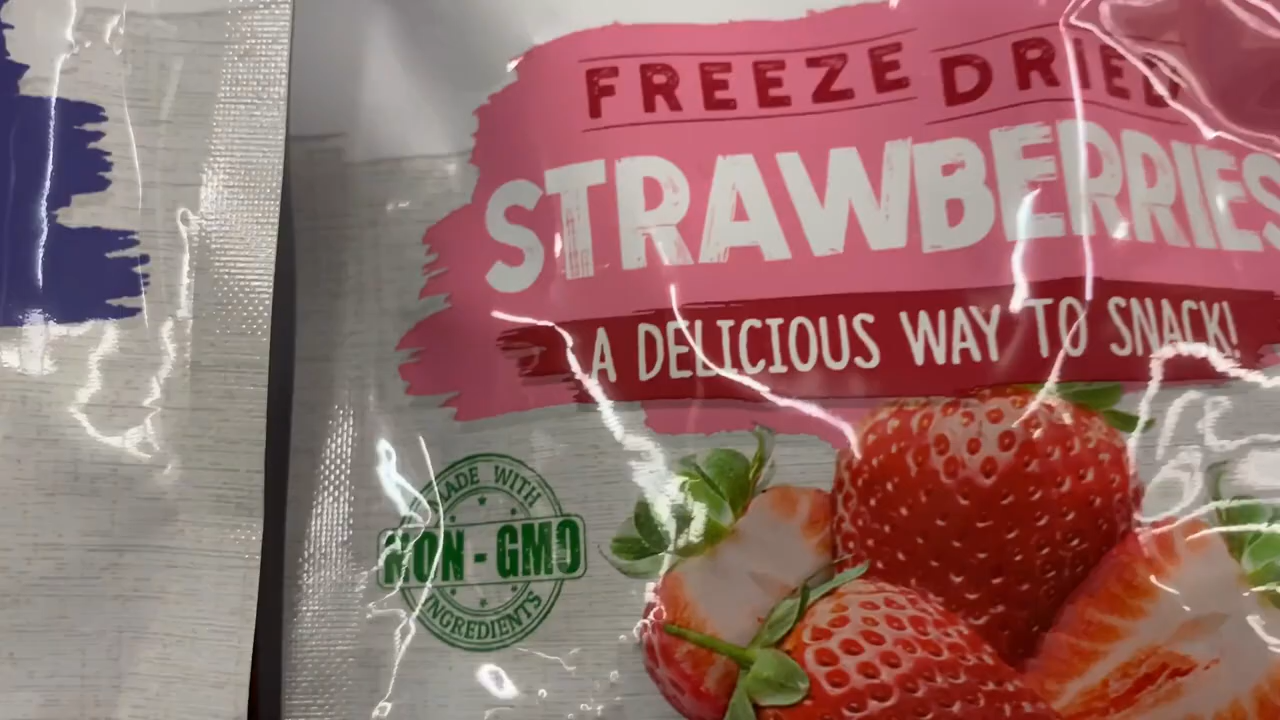 FREEZE DRIED
STRAWBERRIES
A DELICIOUS WAY TO SNACK!
MADE WITH
NON-GMO
INGREDIENTS